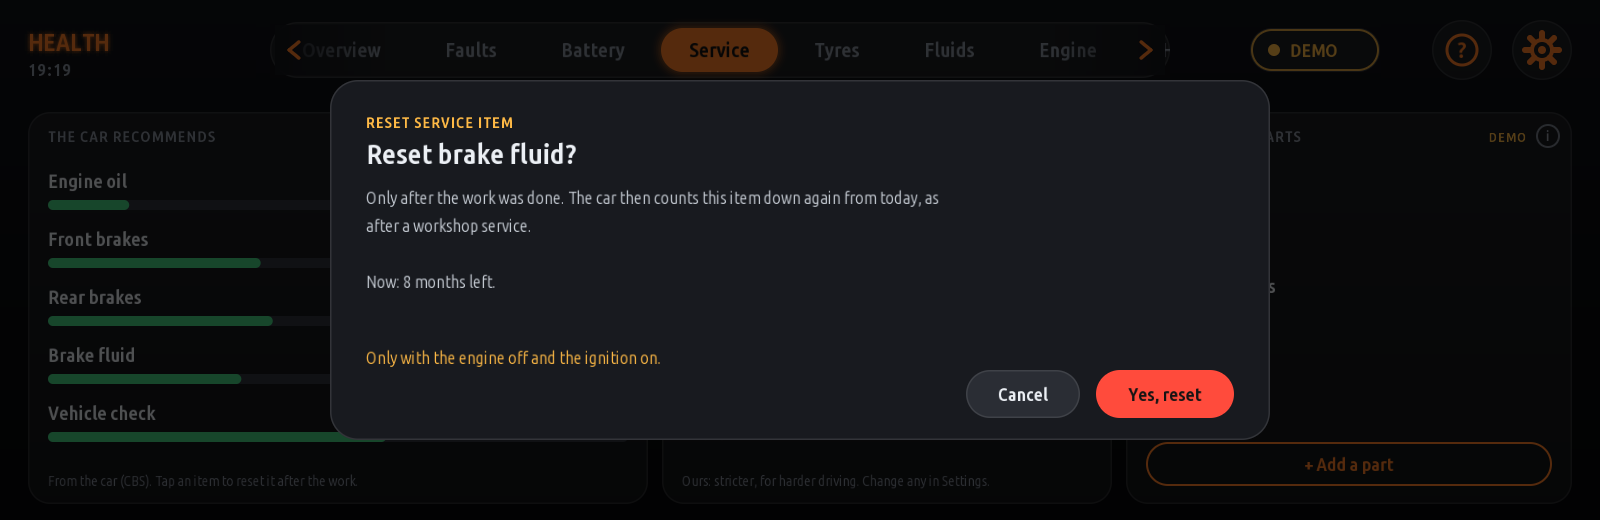 HEALTH
19:19
Overview
Faults
Battery
Service
Tyres
Fluids
Engine
DEMO
?
THE CAR RECOMMENDS
Engine oil
Front brakes
Rear brakes
Brake fluid
Vehicle check
From the car (CBS). Tap an item to reset it after the work.
RESET SERVICE ITEM
Reset brake fluid?
Only after the work was done. The car then counts this item down again from today, as
after a workshop service.
Now: 8 months left.
Only with the engine off and the ignition on.
Cancel
Yes, reset
Ours: stricter, for harder driving. Change any in Settings.
ARTS
DEMO
i
s
+ Add a part